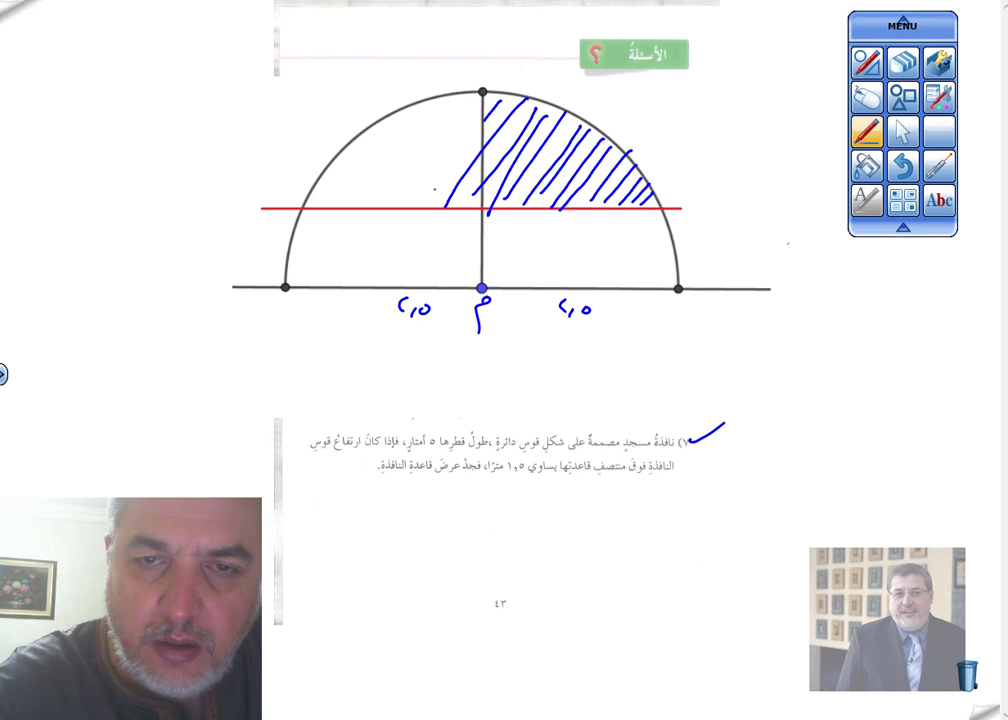 MENU
الأسئلةُ ؟
Abc
٢,٥ م ٢,٥
٧) نافذةُ مسجدٍ مصممةٌ على شكلِ قوسِ دائرةٍ ،طولُ قطرِها ٥ أمتارٍ، فإذا كانَ ارتفاعُ قوسِ
النافذةِ فوقَ منتصفِ قاعدتِها يساوي ١,٥ مترًا، فجدْ عرضَ قاعدةِ النافذةِ.
٤٣